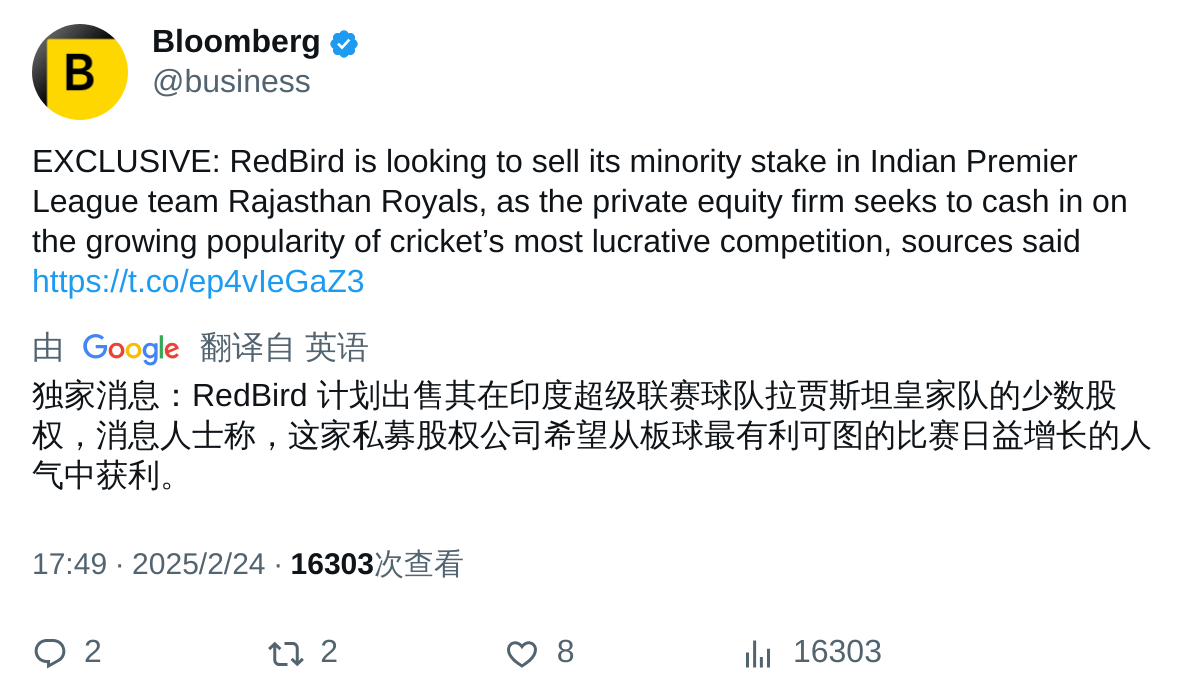 B
Bloomberg
@business
EXCLUSIVE: RedBird is looking to sell its minority stake in Indian Premier
League team Rajasthan Royals, as the private equity firm seeks to cash in on
the growing popularity of cricket’s most lucrative competition, sources said
https://t.co/ep4vIeGaZ3
由 Google 翻译自 英语
独家消息：RedBird 计划出售其在印度超级联赛球队拉贾斯坦皇家队的少数股
权，消息人士称，这家私募股权公司希望从板球最有利可图的比赛日益增长的人
气中获利。
17:49 · 2025/2/24 · 16303次查看
2 2 8 16303